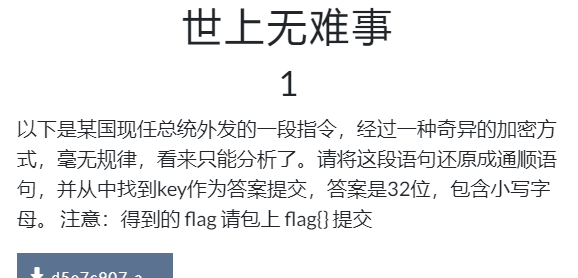 世上无难事
1
以下是某国现任总统外发的一段指令，经过一种奇异的加密方
式，毫无规律，看来只能分析了。请将这段语句还原成通顺语
句，并从中找到key作为答案提交，答案是32位，包含小写字
母。 注意：得到的 flag 请包上 flag{} 提交